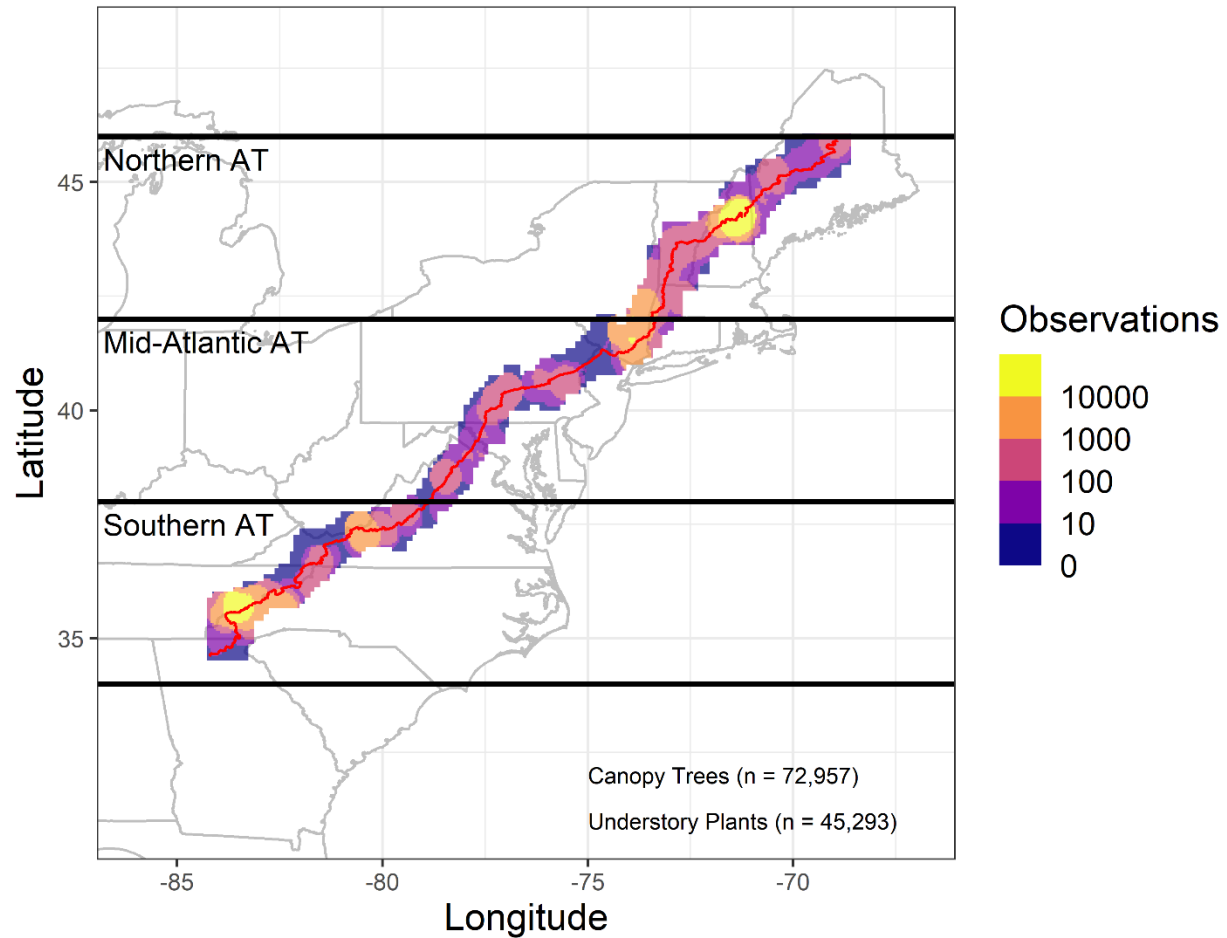 Northern AT
45
Mid-Atlantic AT
40
Southern AT
35
Canopy Trees (n = 72,957)
Understory Plants (n = 45,293)
-85 -80 -75 -70
Longitude
Latitude
Observations
10000
1000
100
10
0